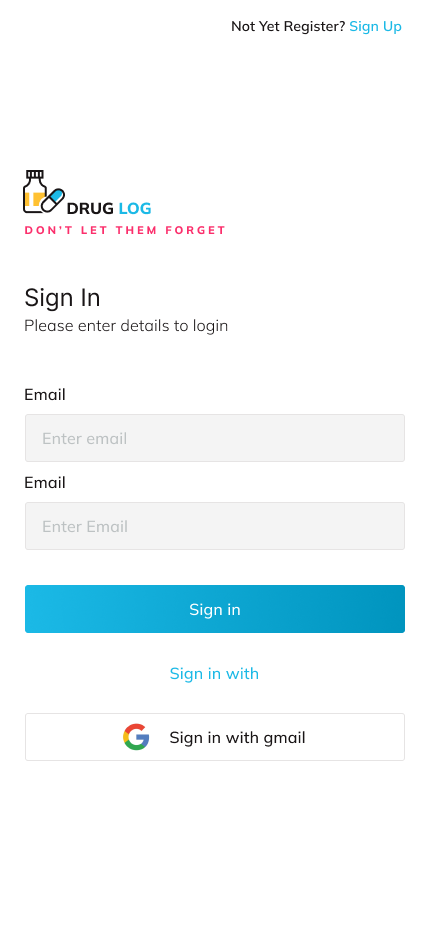 Not Yet Register? Sign Up
DRUG LOG
DON'T LET THEM FORGET
Sign In
Please enter details to login
Email
Enter email
Email
Enter Email
Sign in
Sign in with
Sign in with gmail